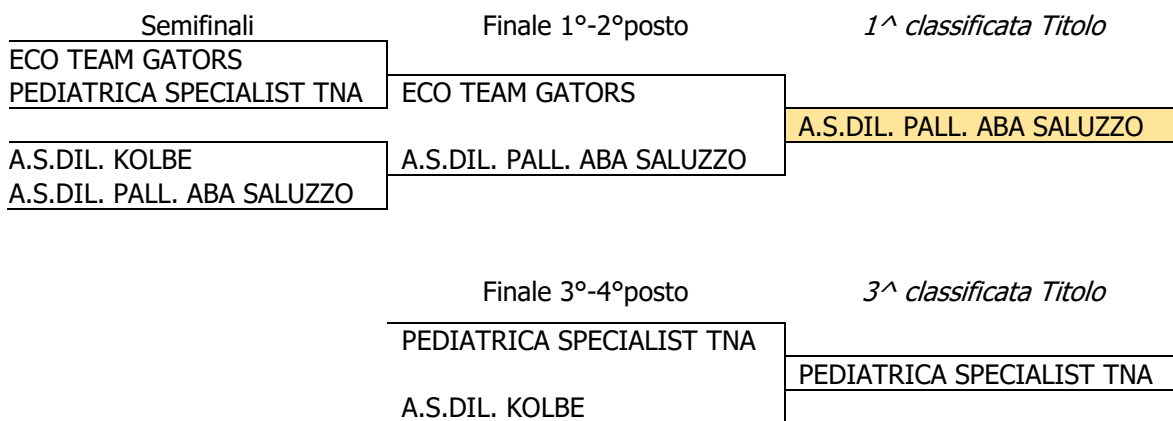 Semifinali Finale 1°-2°posto 1^ classificata Titolo
ECO TEAM GATORS
PEDIATRICA SPECIALIST TNA ECO TEAM GATORS
A.S.DIL. PALL. ABA SALUZZO
A.S.DIL. KOLBE A.S.DIL. PALL. ABA SALUZZO
A.S.DIL. PALL. ABA SALUZZO
Finale 3°-4°posto 3^ classificata Titolo
PEDIATRICA SPECIALIST TNA
PEDIATRICA SPECIALIST TNA
A.S.DIL. KOLBE